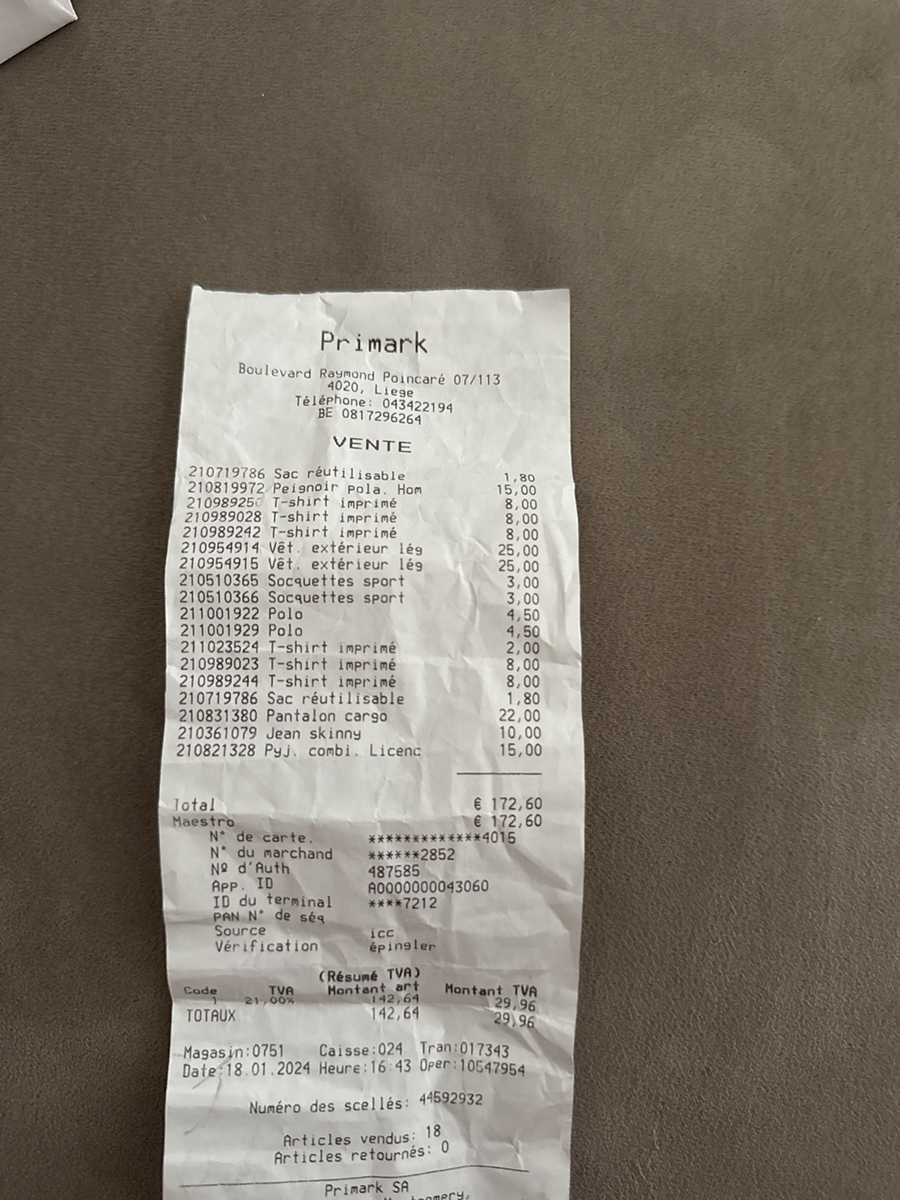 Primark
Boulevard Raymond Poincaré 07/113
4020, Liege
Téléphone: 043422194
BE 0817296264
VENTE
210719786 Sac réutilisable 1,80
210819972 Peignoir pola. Hom 15,00
210989250 T-shirt imprimé 8,00
210989028 T-shirt imprimé 8,00
210989242 T-shirt imprimé 8,00
210954914 Vêt. extérieur lég 25,00
210954915 Vêt. extérieur lég 25,00
210510365 Socquettes sport 3,00
210510366 Socquettes sport 3,00
211001922 Polo 4,50
211001929 Polo 4,50
211023524 T-shirt imprimé 2,00
210989023 T-shirt imprimé 8,00
210989244 T-shirt imprimé 8,00
210719786 Sac réutilisable 1,80
210831380 Pantalon cargo 22,00
210361079 Jean skinny 10,00
210821328 Pyj. combi. Licenc 15,00
Total € 172,60
Maestro € 172,60
N° de carte. *************4015
N° du marchand ******2852
Nº d'Auth 487585
App. ID A0000000043060
ID du terminal ****7212
PAN N° de séq
Source icc
Vérification épingler
(Résumé TVA)
Code TVA Montant art Montant TVA
1 21,00% 142,64 29,96
TOTAUX 142,64 29,96
Magasin:0751 Caisse:024 Tran:017343
Date:18.01.2024 Heure:16:43 Oper:10547954
Numéro des scellés: 44592932
Articles vendus: 18
Articles retournés: 0
Primark SA